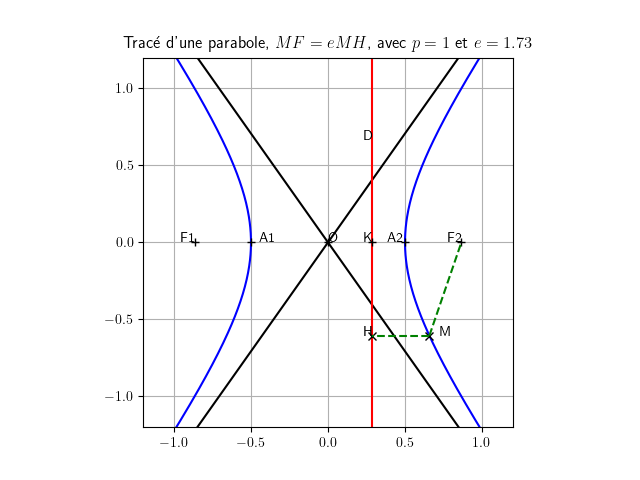 Tracé d'une parabole, MF = eMH, avec p = 1 et e = 1.73
1.0
D
0.5
0.0
F1
A1
O
K
A2
F2
−0.5
H
M
−1.0
−1.0
−0.5
0.0
0.5
1.0